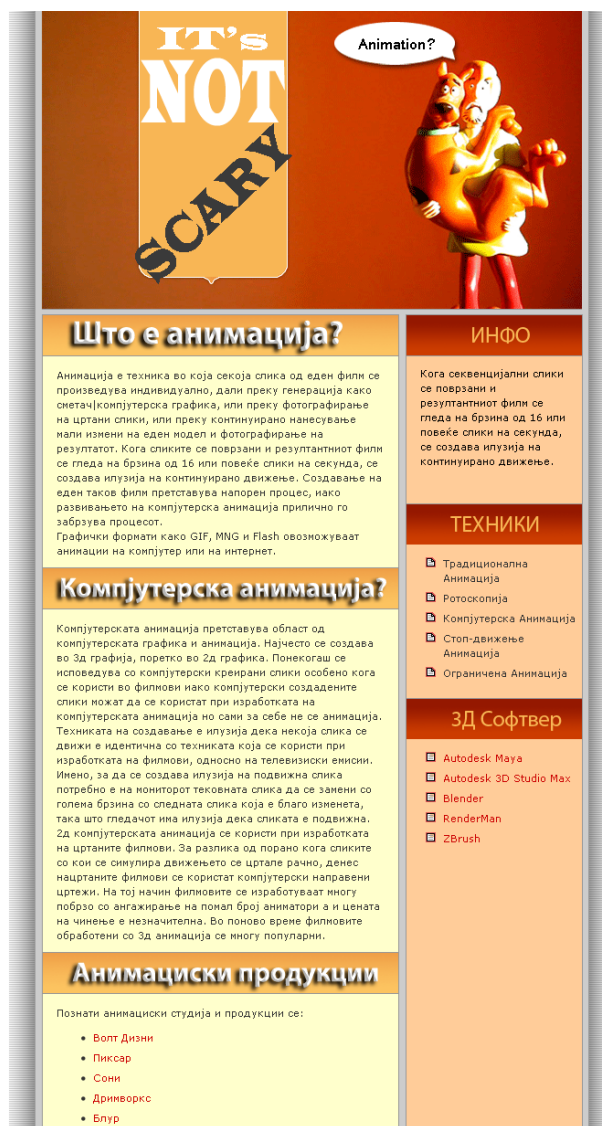 IT's
NOT
SCARY
Animation?
Што е анимација?
Анимација е техника во која секоја слика од еден филм се
произведува индивидуално, дали преку генерација како
сметач|компјутерска графика, или преку фотографирање
на цртани слики, или преку континуирано нанесување
мали измени на еден модел и фотографирање на
резултатот. Кога сликите се поврзани и резултантниот филм
се гледа на брзина од 16 или повеќе слики на секунда, се
создава илузија на континуирано движење. Создавање на
еден таков филм претставува напорен процес, иако
развивањето на компјутерска анимација прилично го
забрзува процесот.
Графички формати како GIF, MNG и Flash овозможуваат
анимации на компјутер или на интернет.
Компјутерска анимација?
Компјутерската анимација претставува област од
компјутерската графика и анимација. Најчесто се создава
во 3д графија, поретко во 2д графика. Понекогаш се
исповедува со компјутерски креирани слики особено кога
се користи во филмови иако компјутерски создадените
слики можат да се користат при изработката на
компјутерската анимација но сами за себе не се анимација.
Техниката на создавање е илузија дека некоја слика се
движи е идентична со техниката која се користи при
изработката на филмови, односно на телевизиски емисии.
Имено, за да се создава илузија на подвижна слика
потребно е на мониторот тековната слика да се замени со
голема брзина со следната слика која е благо изменета,
така што гледачот има илузија дека сликата е подвижна.
2д компјутерската анимација се користи при изработката
на цртаните филмови. За разлика од порано кога сликите
со кои се симулира движењето се цртале рачно, денес
нацртаните филмови се користат компјутерски направени
цртежи. На тој начин филмовите се изработуваат многу
побрзо со ангажирање на помал број аниматори а и цената
на чинење е незначителна. Во поново време филмовите
обработени со 3д анимација се многу популарни.
Анимациски продукции
Познати анимациски студија и продукции се:
Волт Дизни
Пиксар
Сони
Дримворкс
Блур
ИНФО
Кога секвенцијални слики
се поврзани и
резултантниот филм се
гледа на брзина од 16 или
повеќе слики на секунда,
се создава илузија на
континуирано движење.
ТЕХНИКИ
Традиционална
Анимација
Ротоскопија
Компјутерска Анимација
Стоп-движење
Анимација
Ограничена Анимација
3Д Софтвер
Autodesk Maya
Autodesk 3D Studio Max
Blender
RenderMan
ZBrush